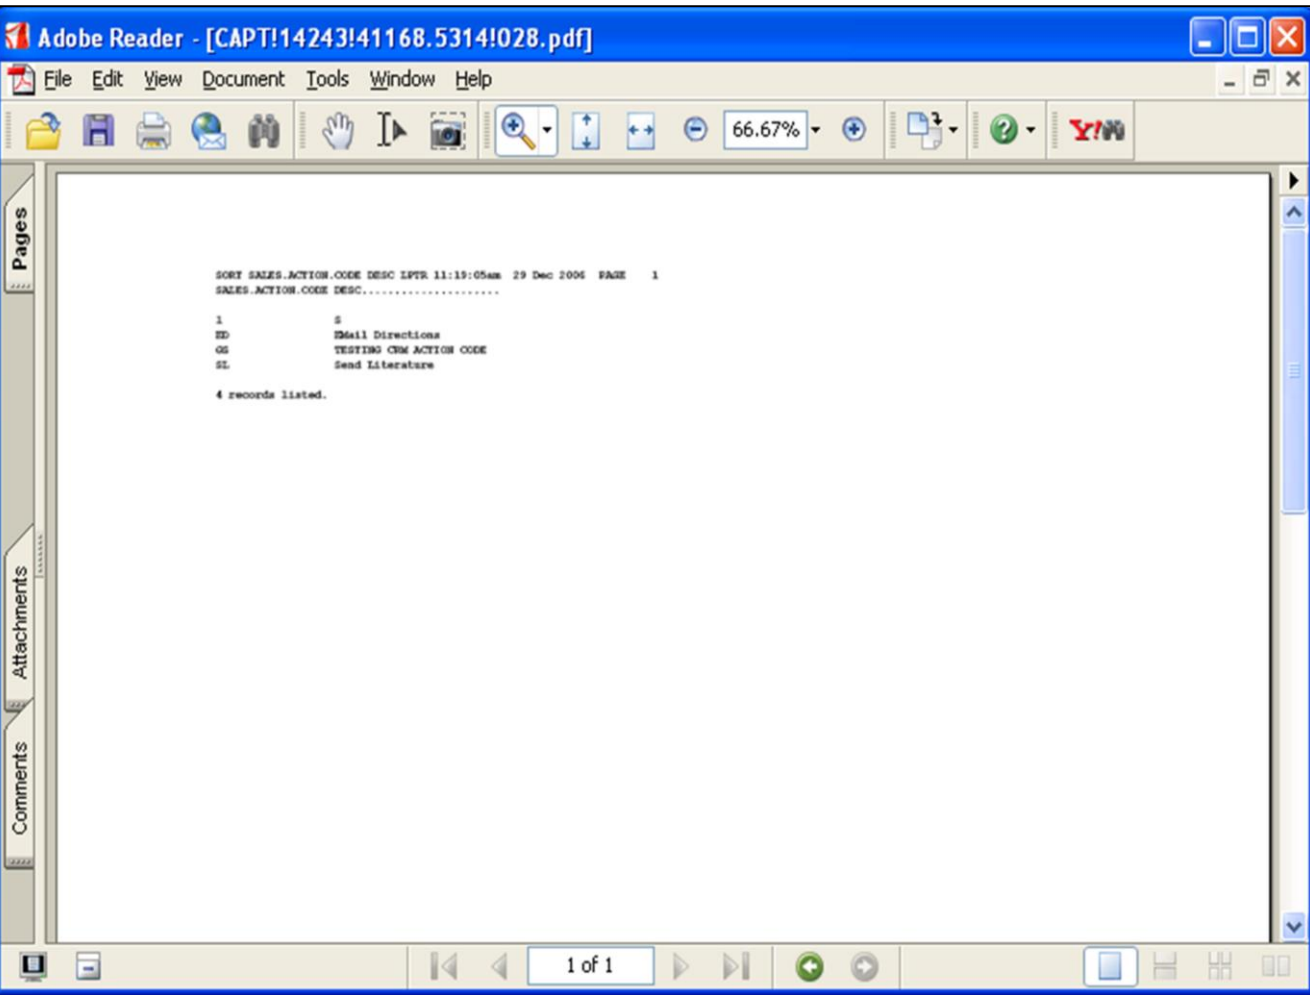 Adobe Reader - [CAPT!14243!41168.5314!028.pdf]
File Edit View Document Tools Window Help
66.67%
Y!
Pages
SORT SALES.ACTION.CODE DESC LPTR 11:19:05am 29 Dec 2006 PAGE 1
SALES.ACTION.CODE DESC.....................
1 S
ED EMail Directions
GS TESTING CRM ACTION CODE
SL Send Literature
4 records listed.
Attachments
Comments
1 of 1